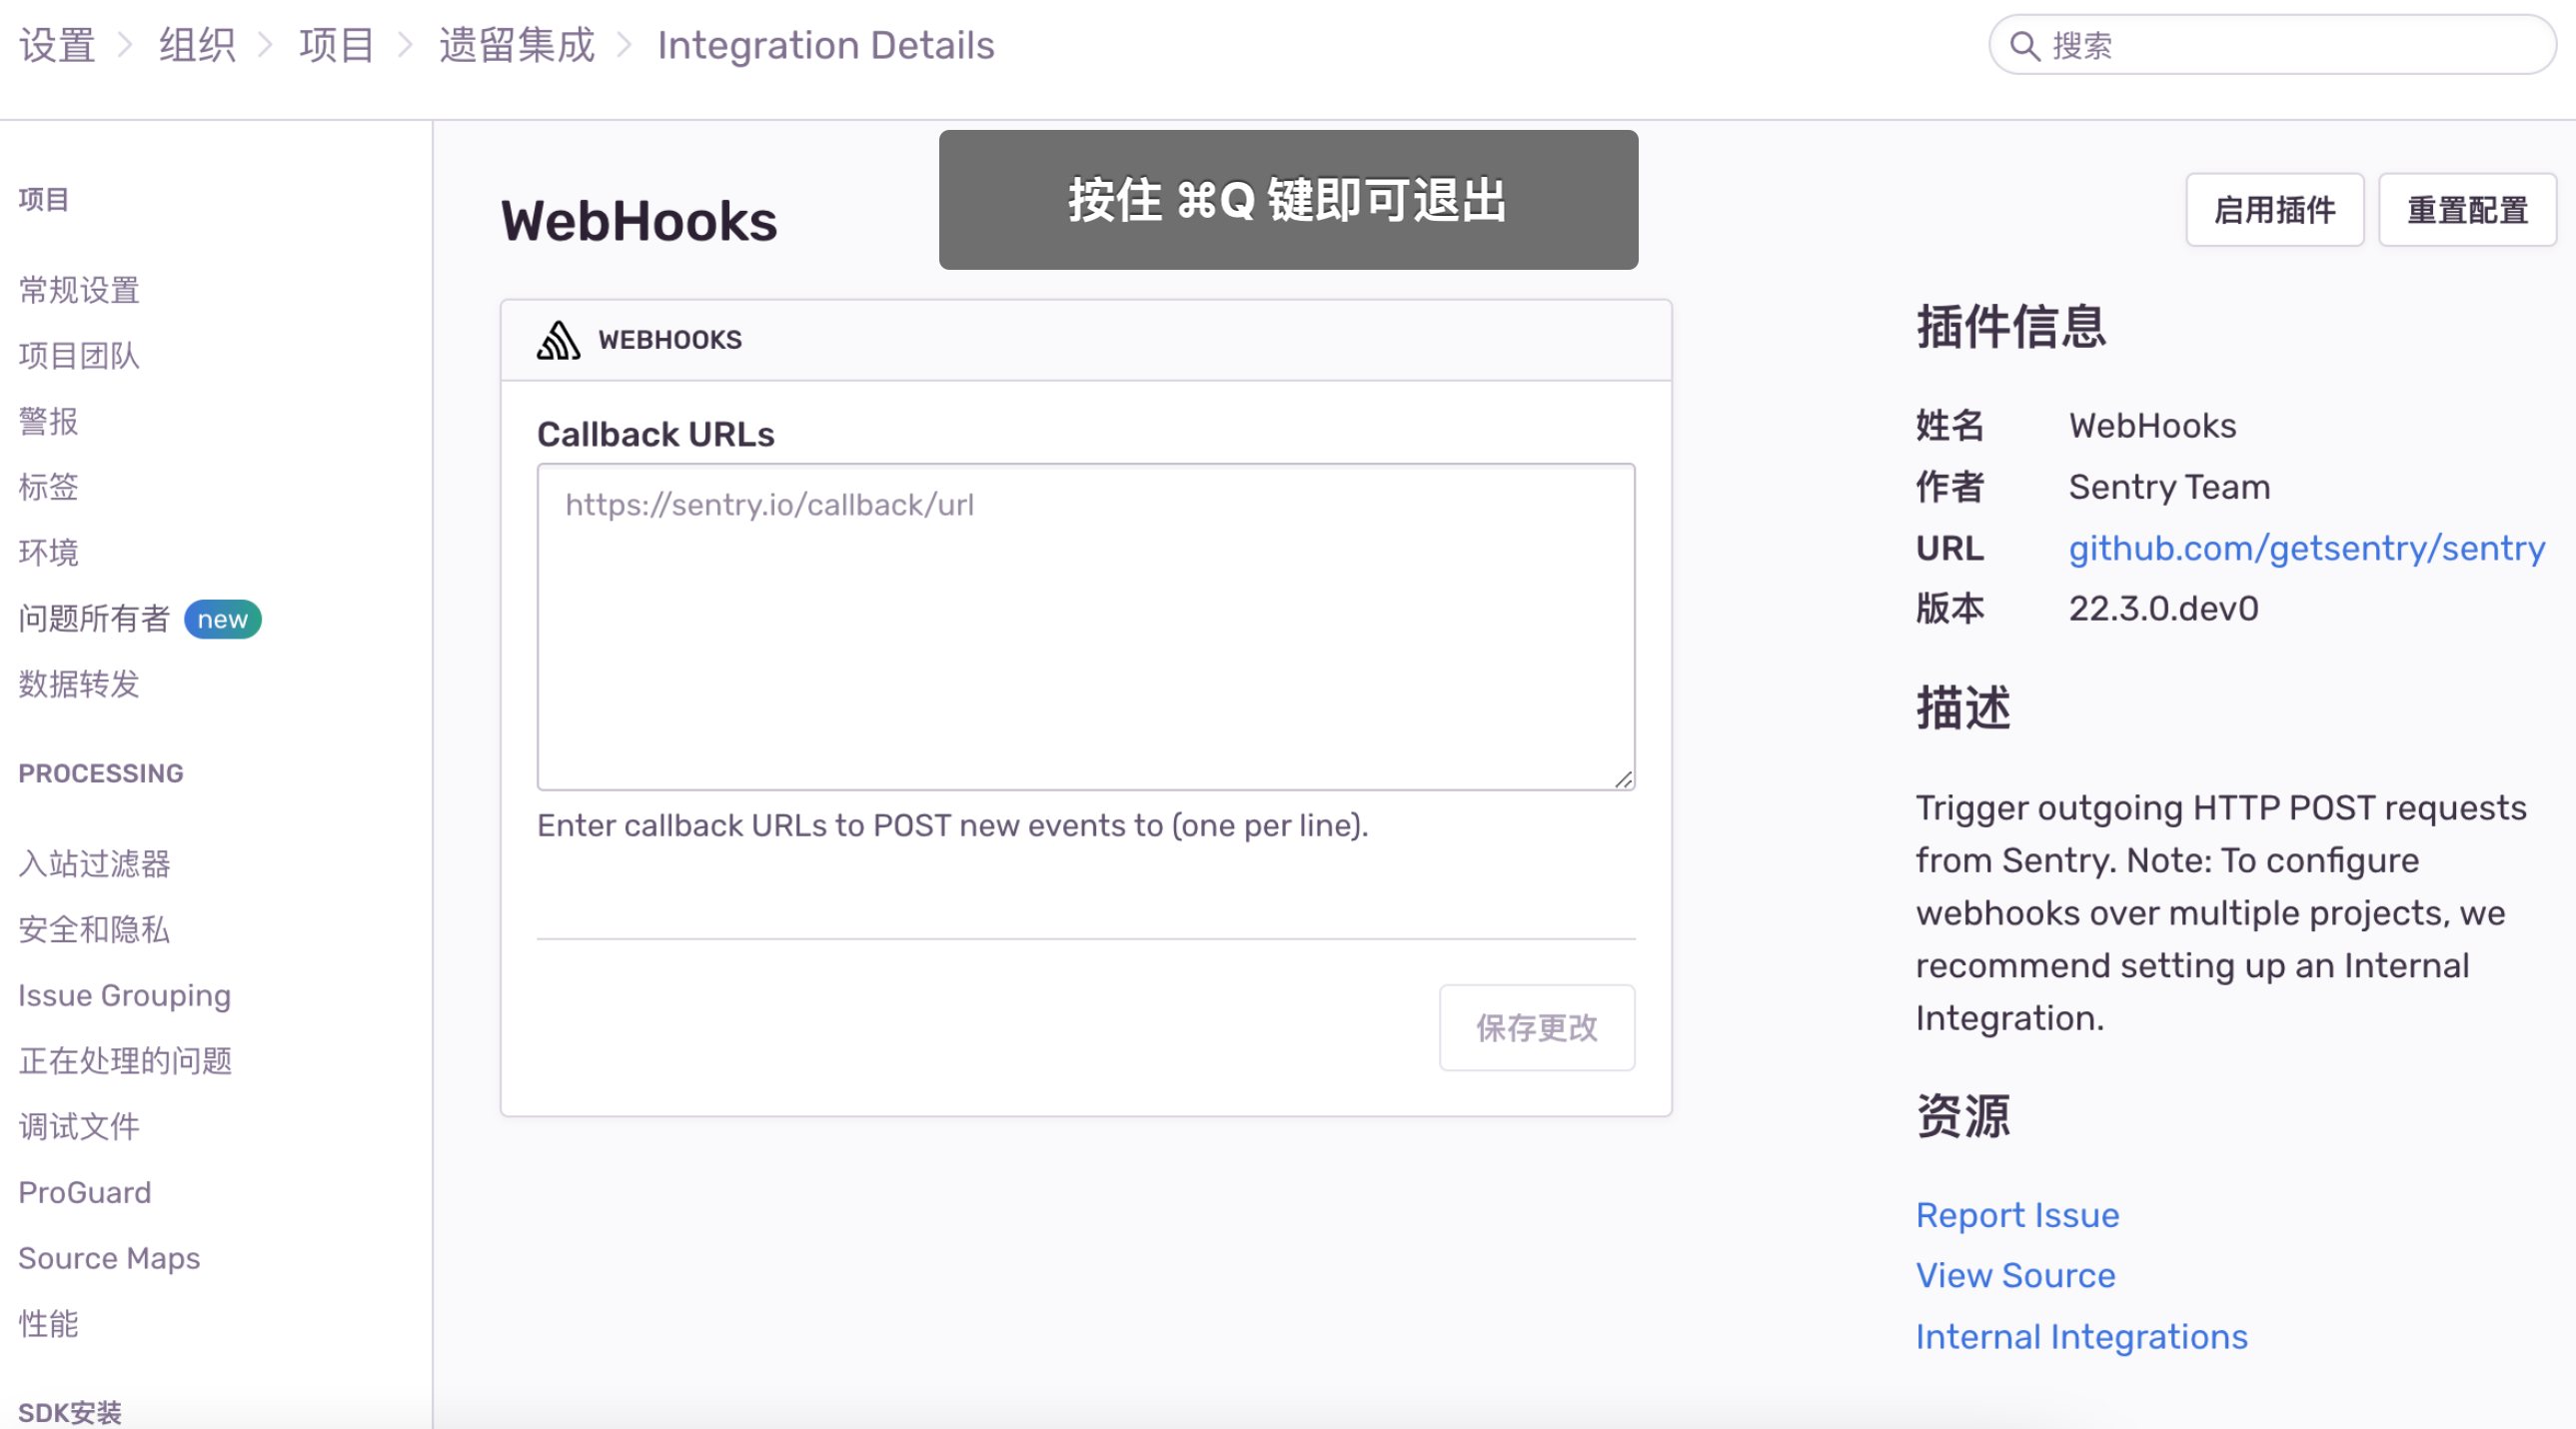 设置 > 组织 > 项目 > 遗留集成 > Integration Details
搜索
项目
常规设置
项目团队
警报
标签
环境
问题所有者 new
数据转发
PROCESSING
入站过滤器
安全和隐私
Issue Grouping
正在处理的问题
调试文件
ProGuard
Source Maps
性能
SDK安装
WebHooks
按住 ⌘Q 键即可退出
启用插件
重置配置
WEBHOOKS
Callback URLs
https://sentry.io/callback/url
Enter callback URLs to POST new events to (one per line).
保存更改
插件信息
姓名 WebHooks
作者 Sentry Team
URL github.com/getsentry/sentry
版本 22.3.0.dev0
描述
Trigger outgoing HTTP POST requests
from Sentry. Note: To configure
webhooks over multiple projects, we
recommend setting up an Internal
Integration.
资源
Report Issue
View Source
Internal Integrations